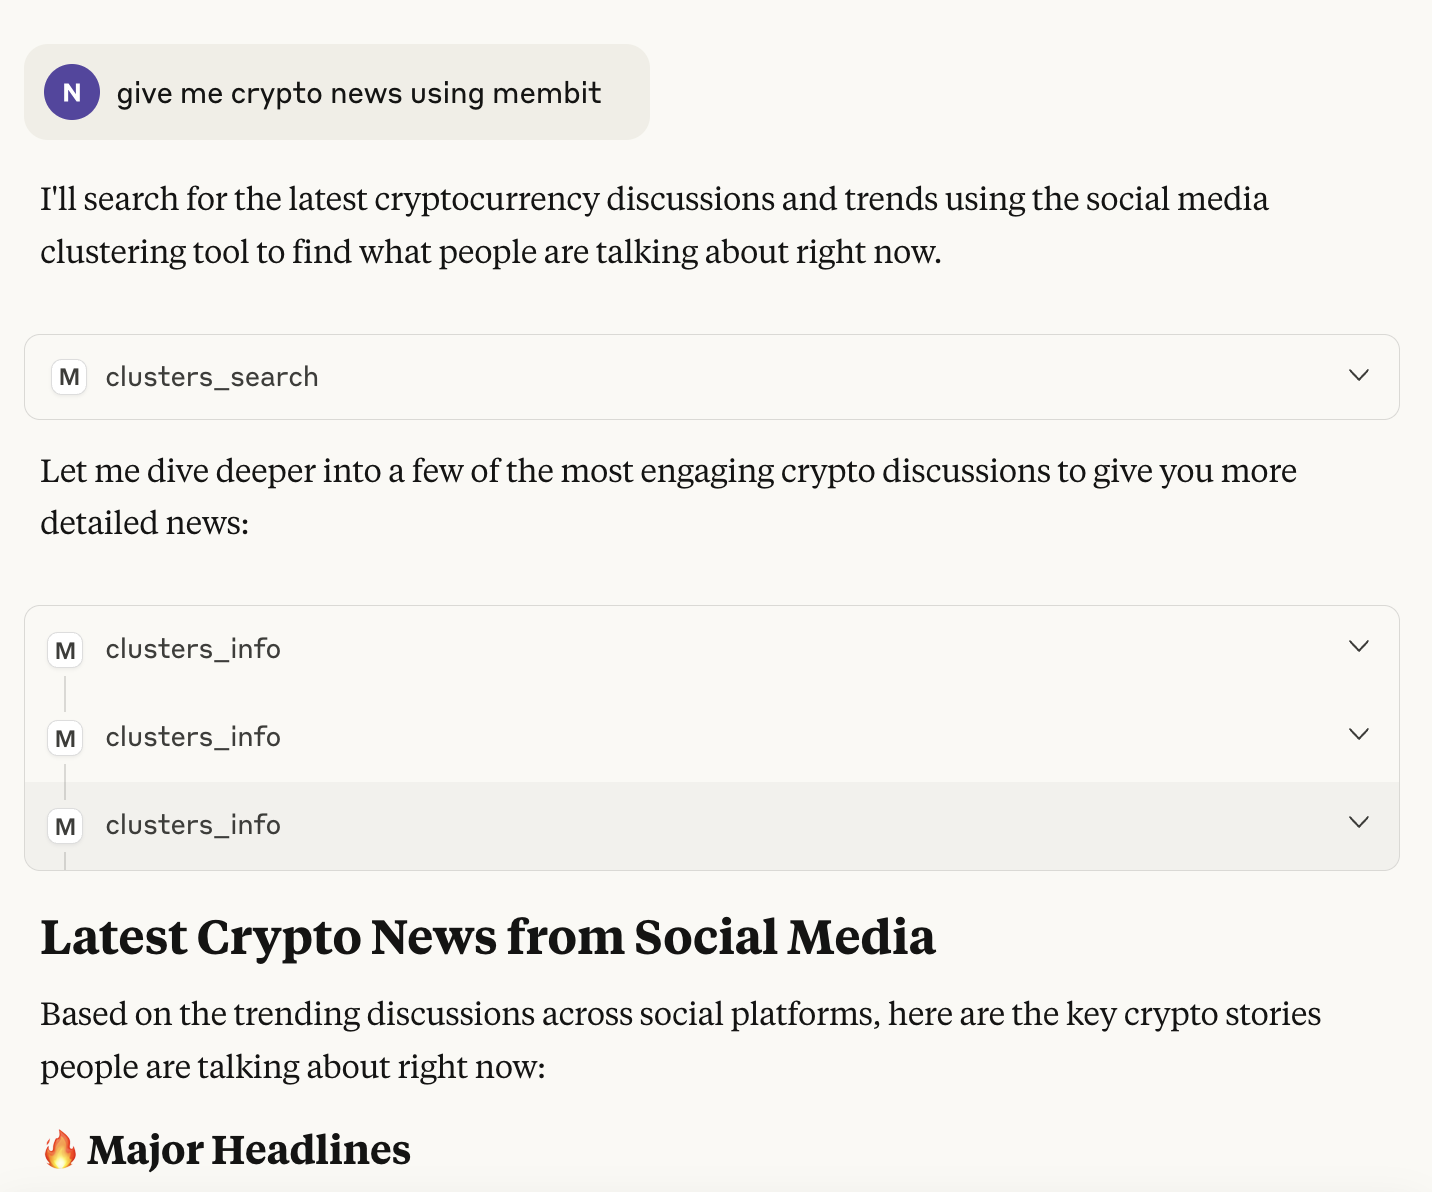 N give me crypto news using membit
I'll search for the latest cryptocurrency discussions and trends using the social media
clustering tool to find what people are talking about right now.
M clusters_search
Let me dive deeper into a few of the most engaging crypto discussions to give you more
detailed news:
M clusters_info
M clusters_info
M clusters_info
Latest Crypto News from Social Media
Based on the trending discussions across social platforms, here are the key crypto stories
people are talking about right now:
🔥 Major Headlines